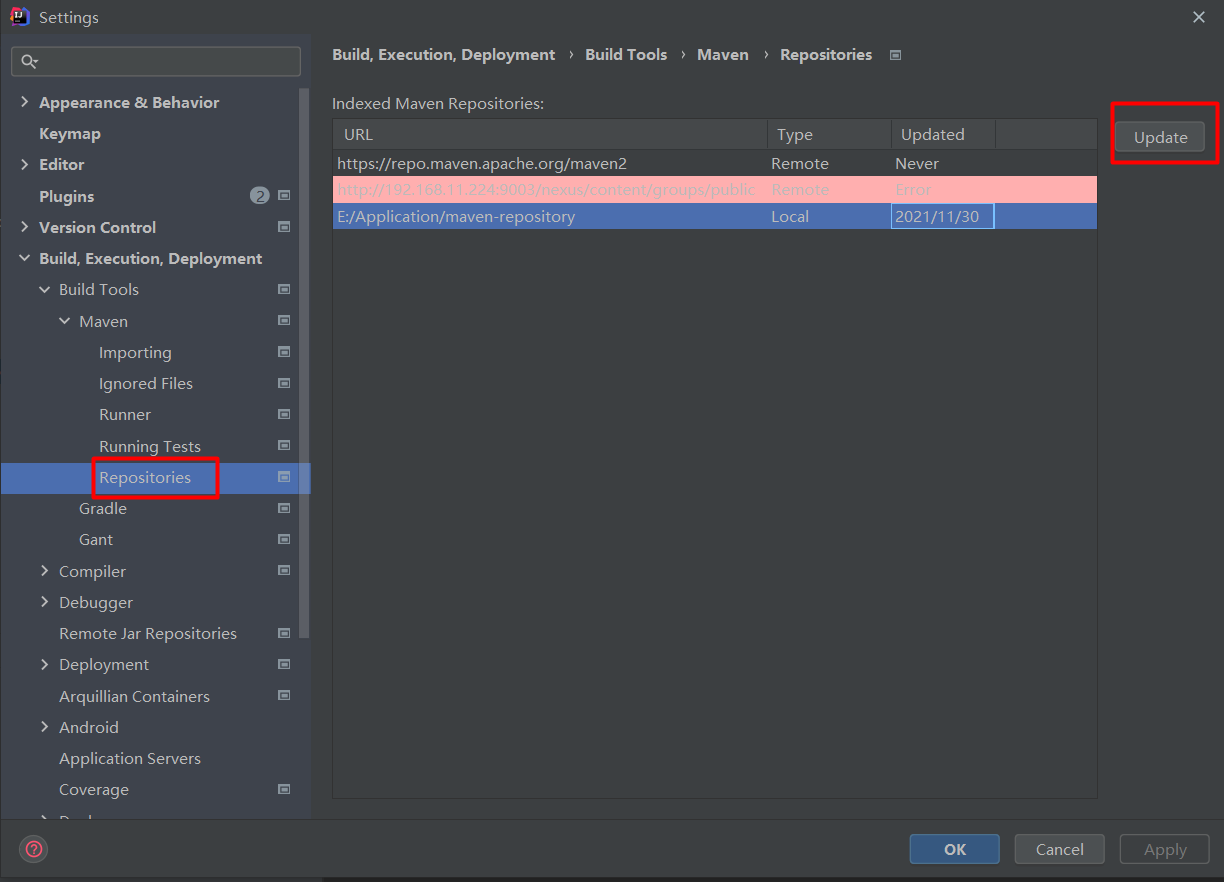 Settings
Build, Execution, Deployment › Build Tools › Maven › Repositories
Indexed Maven Repositories:
URL Type Updated
https://repo.maven.apache.org/maven2 Remote Never
http://192.168.11.224:9003/nexus/content/groups/public Remote Error
E:/Application/maven-repository Local 2021/11/30
Update
Appearance & Behavior
Keymap
Editor
Plugins 2
Version Control
Build, Execution, Deployment
Build Tools
Maven
Importing
Ignored Files
Runner
Running Tests
Repositories
Gradle
Gant
Compiler
Debugger
Remote Jar Repositories
Deployment
Arquillian Containers
Android
Application Servers
Coverage
?
OK Cancel Apply